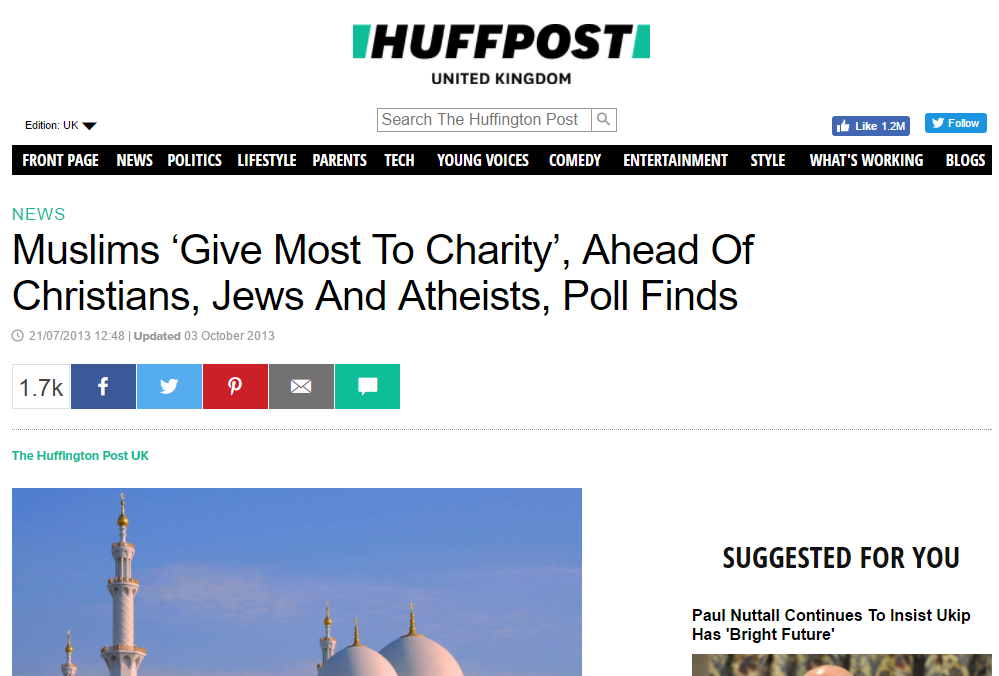 HUFFPOST
UNITED KINGDOM
Edition: UK
Search The Huffington Post
Like 1.2M
Follow
FRONT PAGE NEWS POLITICS LIFESTYLE PARENTS TECH YOUNG VOICES COMEDY ENTERTAINMENT STYLE WHAT'S WORKING BLOGS
NEWS
Muslims ‘Give Most To Charity’, Ahead Of
Christians, Jews And Atheists, Poll Finds
21/07/2013 12:48 | Updated 03 October 2013
1.7k
The Huffington Post UK
SUGGESTED FOR YOU
Paul Nuttall Continues To Insist Ukip
Has 'Bright Future'